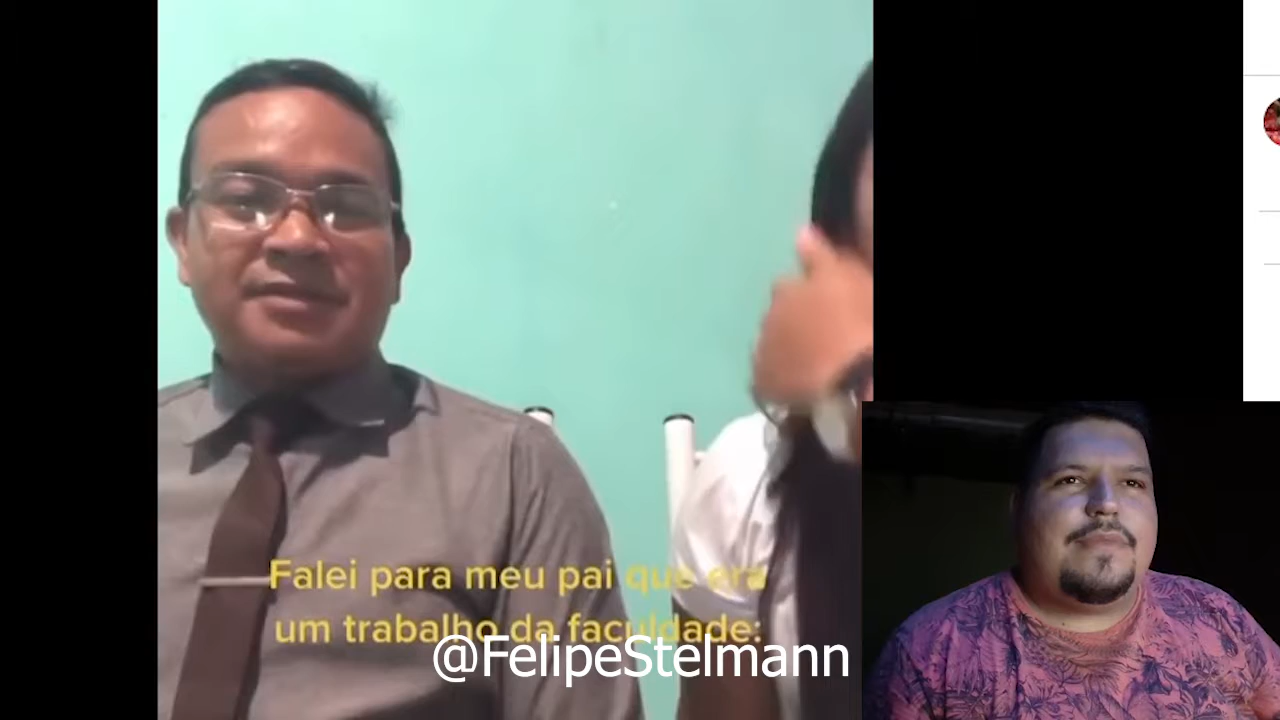 Falei para meu pai que era
um trabalho da faculdade:
@FelipeStelmann